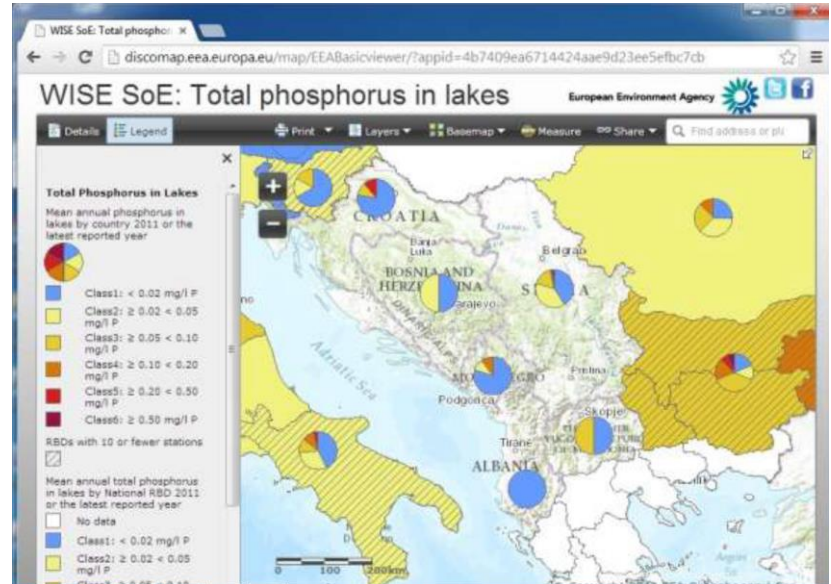 WISE SoE: Total phosphor
discomap.eea.europa.eu/map/EEABasicviewer/?appid=4b7409ea6714424aae9d23ee5efbc7cb
WISE SoE: Total phosphorus in lakes
European Environment Agency
Details
Legend
Print
Layers
Basemap
Measure
Share
Find address or pl
Total Phosphorus in Lakes
Mean annual phosphorus in
lakes by country 2011 or the
latest reported year
Class1: < 0.02 mg/l P
Class2: ≥ 0.02 < 0.05
mg/l P
Class3: ≥ 0.05 < 0.10
mg/l P
Class4: ≥ 0.10 < 0.20
mg/l P
Class5: ≥ 0.20 < 0.50
mg/l P
Class6: ≥ 0.50 mg/l P
RBDs with 10 or fewer stations
Mean annual total phosphorus
in lakes by National RBD 2011
or the latest reported year
No data
Class1: < 0.02 mg/l P
Class2: ≥ 0.02 < 0.05
mg/l P
CROATIA
Banja
Luka
Belgrad
BOSNIA AND
Sarajevo
DINARIC ALPS
Adriatic
Sea
Podgorica
Skopje
Tirane
ALBANIA
0 100 200km